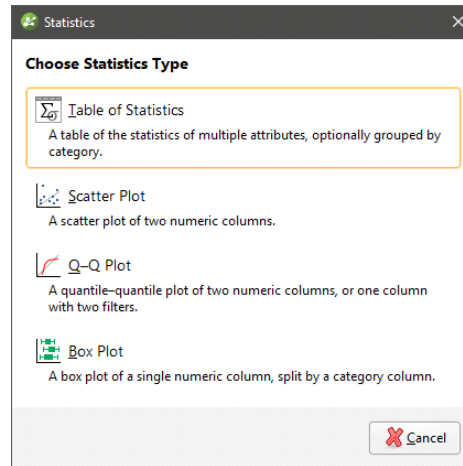 Statistics
Choose Statistics Type
Table of Statistics
A table of the statistics of multiple attributes, optionally grouped by
category.
Scatter Plot
A scatter plot of two numeric columns.
Q–Q Plot
A quantile–quantile plot of two numeric columns, or one column
with two filters.
Box Plot
A box plot of a single numeric column, split by a category column.
Cancel